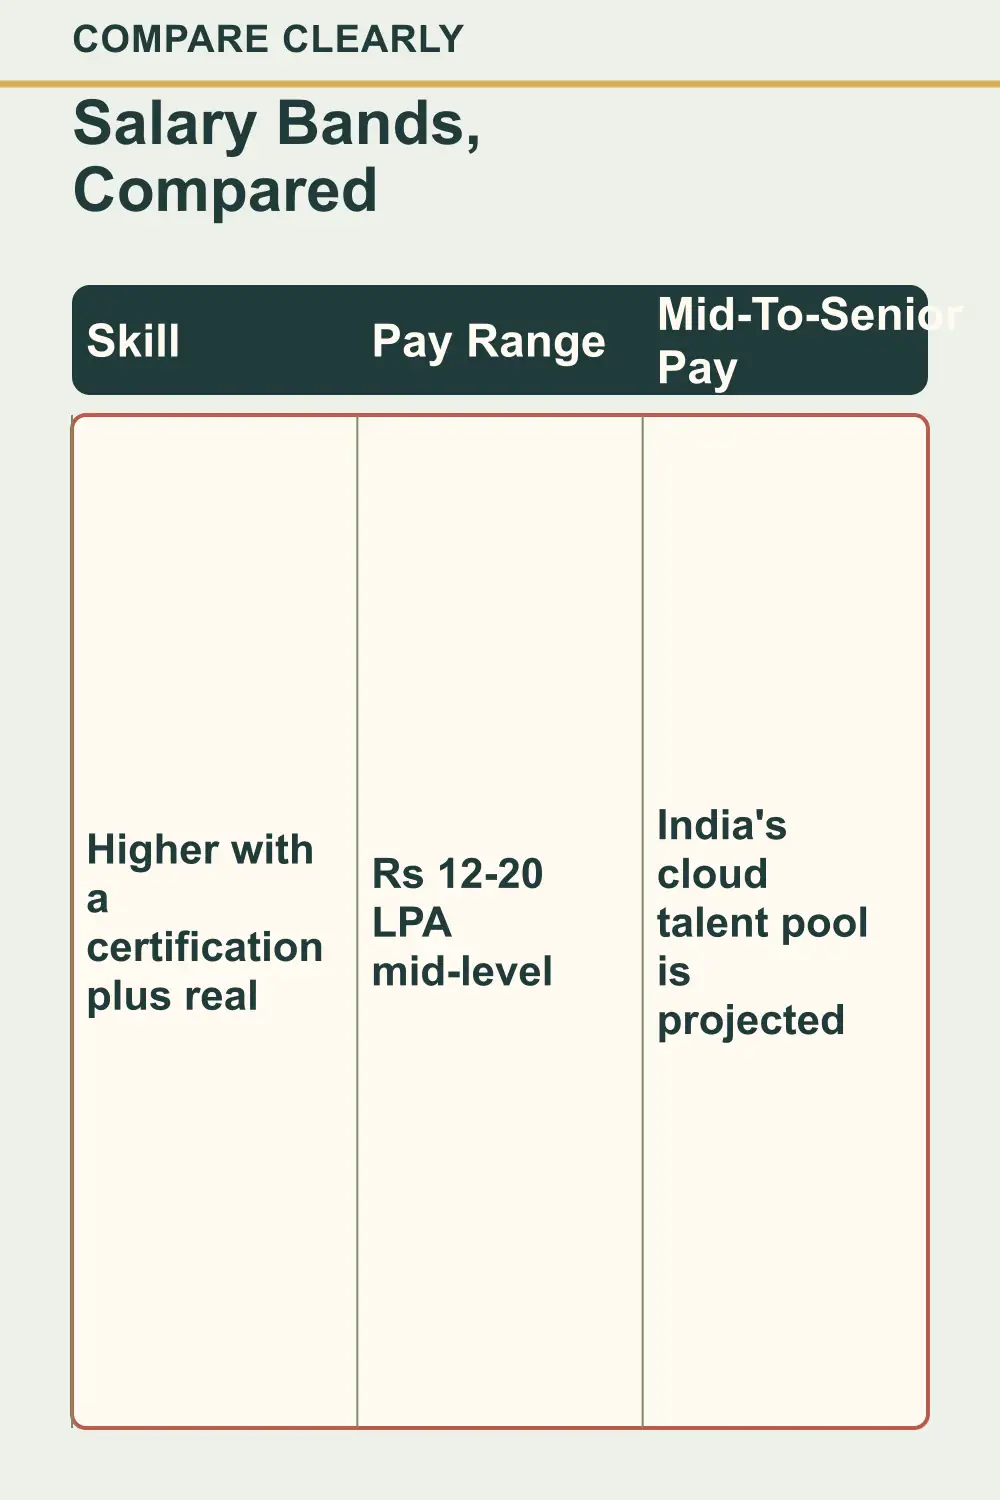 COMPARE CLEARLY
Salary Bands,
Compared
Skill
Pay Range
Mid-To-Senior
Pay
Higher with
a
certification
plus real
Rs 12-20
LPA
mid-level
India's
cloud
talent pool
is
projected